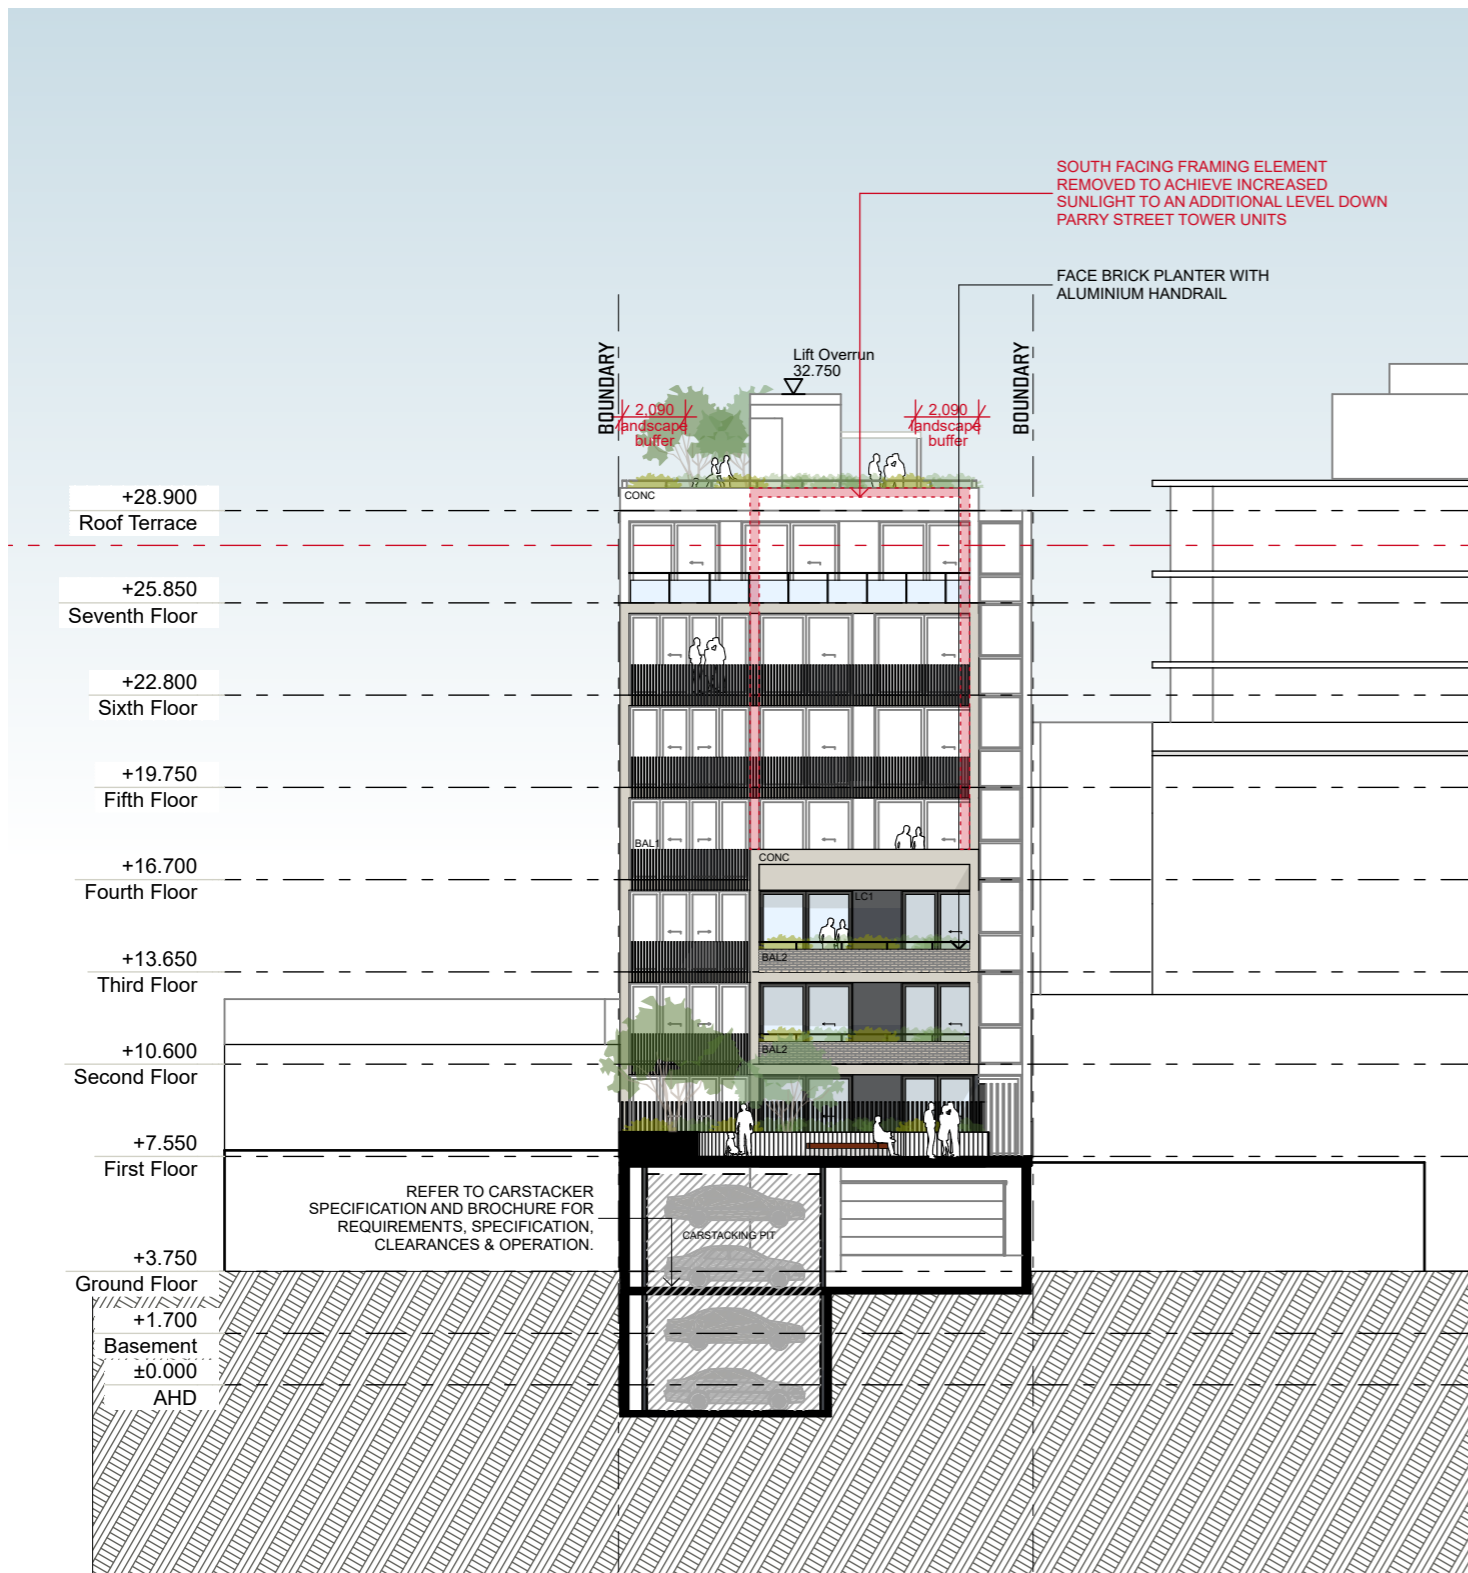 SOUTH FACING FRAMING ELEMENT
REMOVED TO ACHIEVE INCREASED
SUNLIGHT TO AN ADDITIONAL LEVEL DOWN
PARRY STREET TOWER UNITS
FACE BRICK PLANTER WITH
ALUMINIUM HANDRAIL
BOUNDARY
BOUNDARY
Lift Overrun
32.750
2,090
landscape
buffer
2,090
landscape
buffer
+28.900
Roof Terrace
CONC
+25.850
Seventh Floor
+22.800
Sixth Floor
+19.750
Fifth Floor
BAL1
CONC
+16.700
Fourth Floor
LC1
BAL2
+13.650
Third Floor
BAL2
+10.600
Second Floor
+7.550
First Floor
REFER TO CARSTACKER
SPECIFICATION AND BROCHURE FOR
REQUIREMENTS, SPECIFICATION,
CLEARANCES & OPERATION.
CARSTACKING PIT
+3.750
Ground Floor
+1.700
Basement
±0.000
AHD